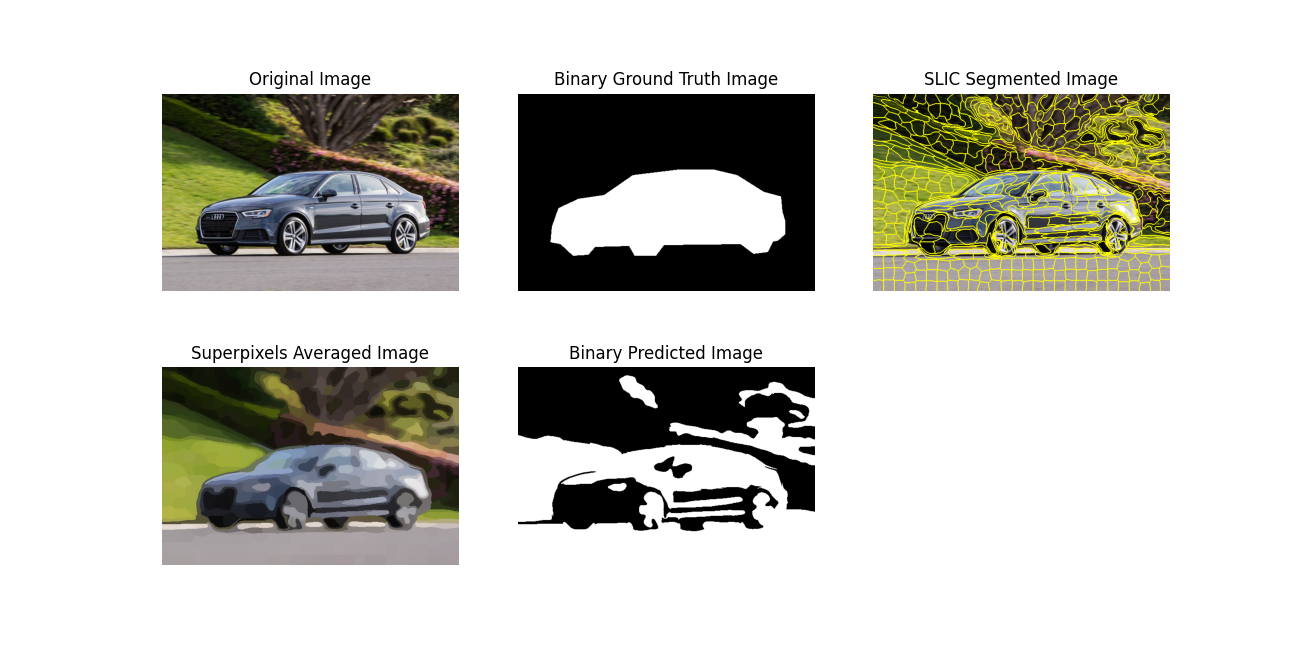 Original Image
Binary Ground Truth Image
SLIC Segmented Image
Superpixels Averaged Image
Binary Predicted Image